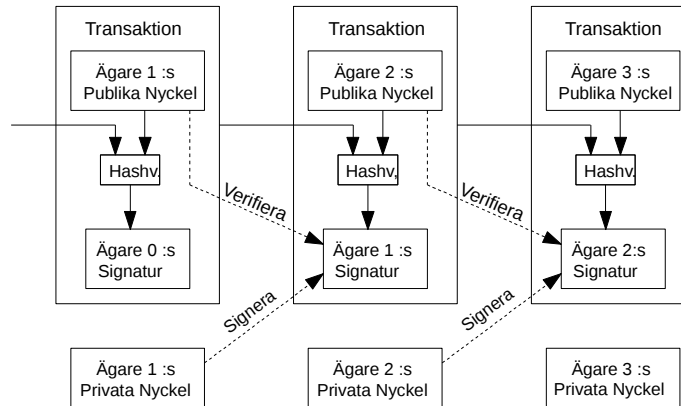 Transaktion
Ägare 1 :s
Publika Nyckel
Hashv.
Ägare 0 :s
Signatur
Transaktion
Ägare 2 :s
Publika Nyckel
Hashv,
Ägare 1 :s
Signatur
Transaktion
Ägare 3 :s
Publika Nyckel
Hashv.
Ägare 2:s
Signatur
Verifiera
Verifiera
Signera
Signera
Ägare 1 :s
Privata Nyckel
Ägare 2 :s
Privata Nyckel
Ägare 3 :s
Privata Nyckel